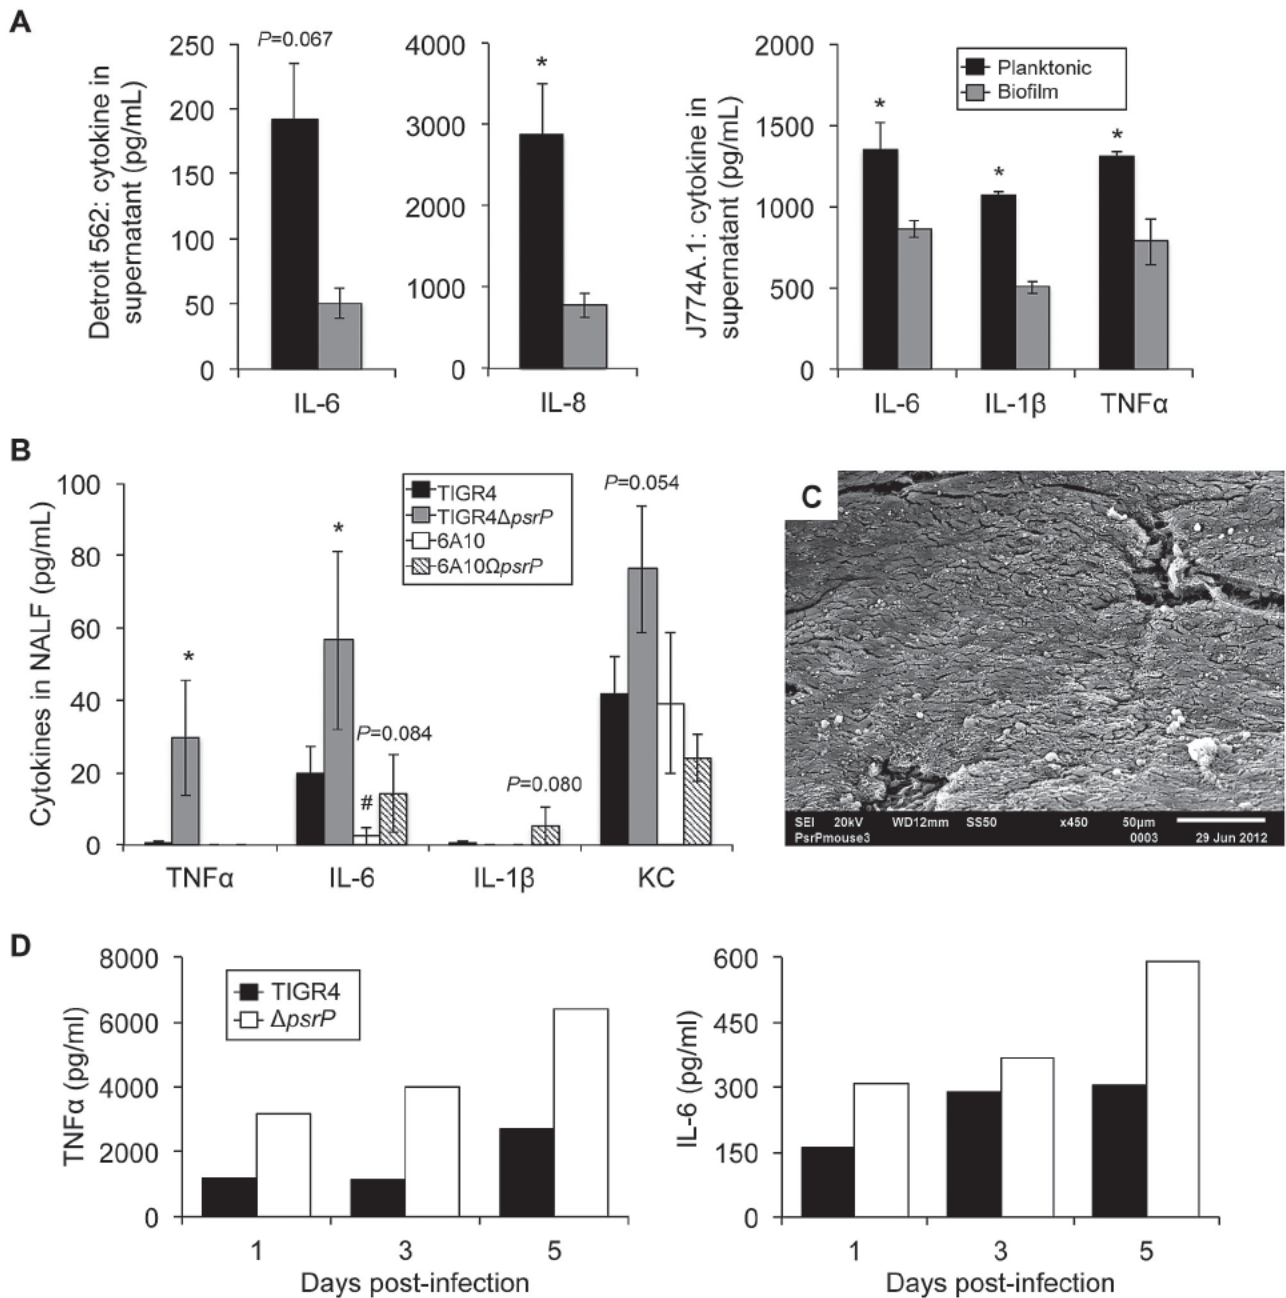 A
Detroit 562: cytokine in
supernatant (pg/mL)
250
200
150
100
50
0
P=0.067
IL-6
4000
3000
2000
1000
0
*
IL-8
J774A.1: cytokine in
supernatant (pg/mL)
2000
1500
1000
500
0
Planktonic
Biofilm
*
*
*
IL-6
IL-1β
TNFα
B
Cytokines in NALF (pg/mL)
100
80
60
40
20
0
TIGR4
TIGR4ΔpsrP
6A10
6A10ΩpsrP
*
*
P=0.084
#
P=0.080
P=0.054
TNFα
IL-6
IL-1β
KC
C
SEI 20kV WD12mm SS50 x450 50µm
PsrPmouse3 0003 29 Jun 2012
D
TNFα (pg/ml)
8000
6000
4000
2000
0
TIGR4
ΔpsrP
1 3 5
Days post-infection
IL-6 (pg/ml)
600
450
300
150
0
1 3 5
Days post-infection